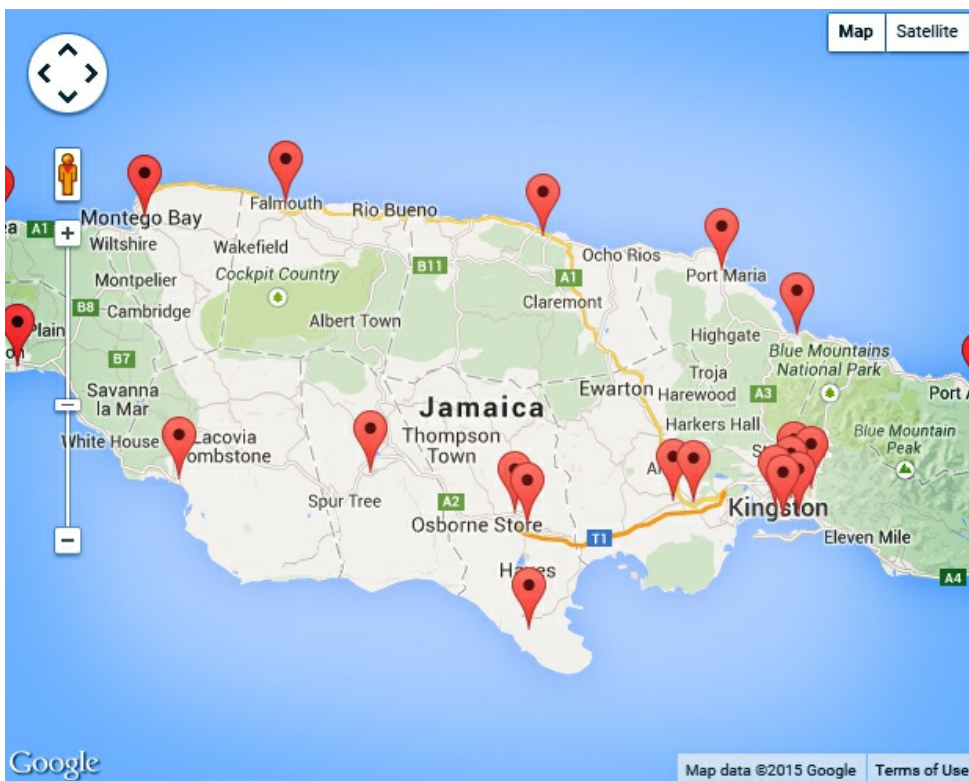 Map Satellite
Falmouth
Rio Bueno
Montego Bay
A1
Wiltshire
Wakefield
Ocho Rios
B11
Port Maria
Cockpit Country
A1
Montpelier
Claremont
B8
Cambridge
Albert Town
Highgate
Plain
Blue Mountains
National Park
B7
Troja
Ewarton
Savanna
la Mar
Harewood
A3
Port A
Jamaica
Harkers Hall
White House
Lacovia
Tombstone
Thompson
Town
Blue Mountain
Peak
Spur Tree
A2
Kingston
Osborne Store
T1
Eleven Mile
Hayes
A4
Google
Map data ©2015 Google Terms of Use